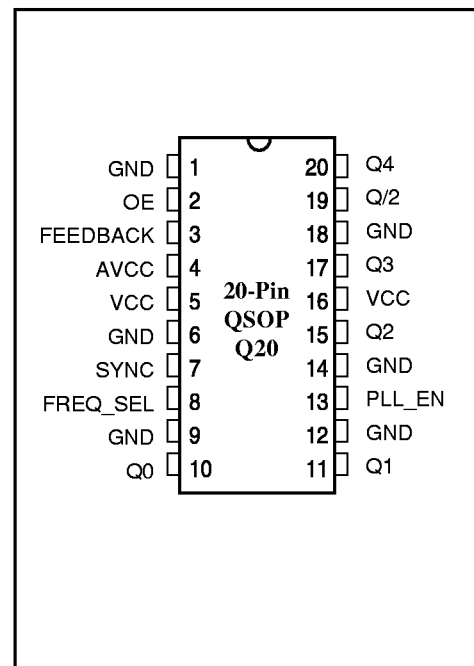 GND 1 20 Q4
OE 2 19 Q/2
FEEDBACK 3 18 GND
AVCC 4 17 Q3
VCC 5 16 VCC
GND 6 15 Q2
SYNC 7 14 GND
FREQ_SEL 8 13 PLL_EN
GND 9 12 GND
Q0 10 11 Q1
20-Pin
QSOP
Q20